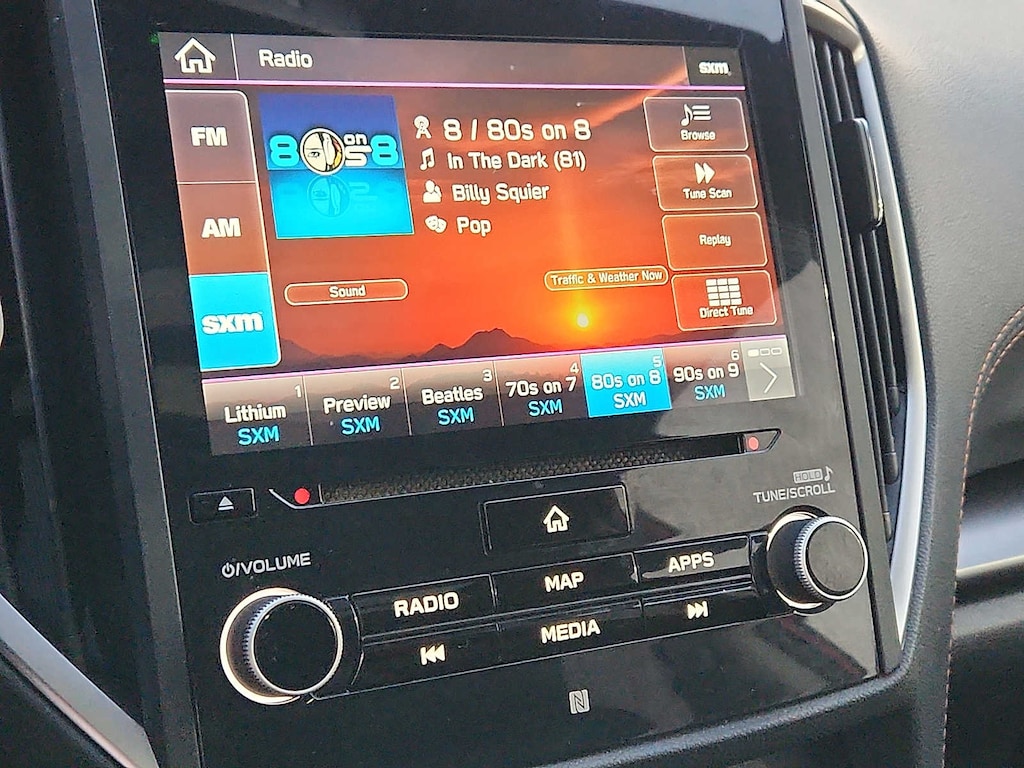 Radio
sxm
FM
AM
sxm
8 on 8
8 / 80s on 8
In The Dark (81)
Billy Squier
Pop
Sound
Traffic & Weather Now
Browse
Tune Scan
Replay
Direct Tune
1
Lithium
SXM
2
Preview
SXM
3
Beatles
SXM
4
70s on 7
SXM
5
80s on 8
SXM
6
90s on 9
SXM
HOLD
TUNE/SCROLL
VOLUME
RADIO
MAP
APPS
MEDIA
N